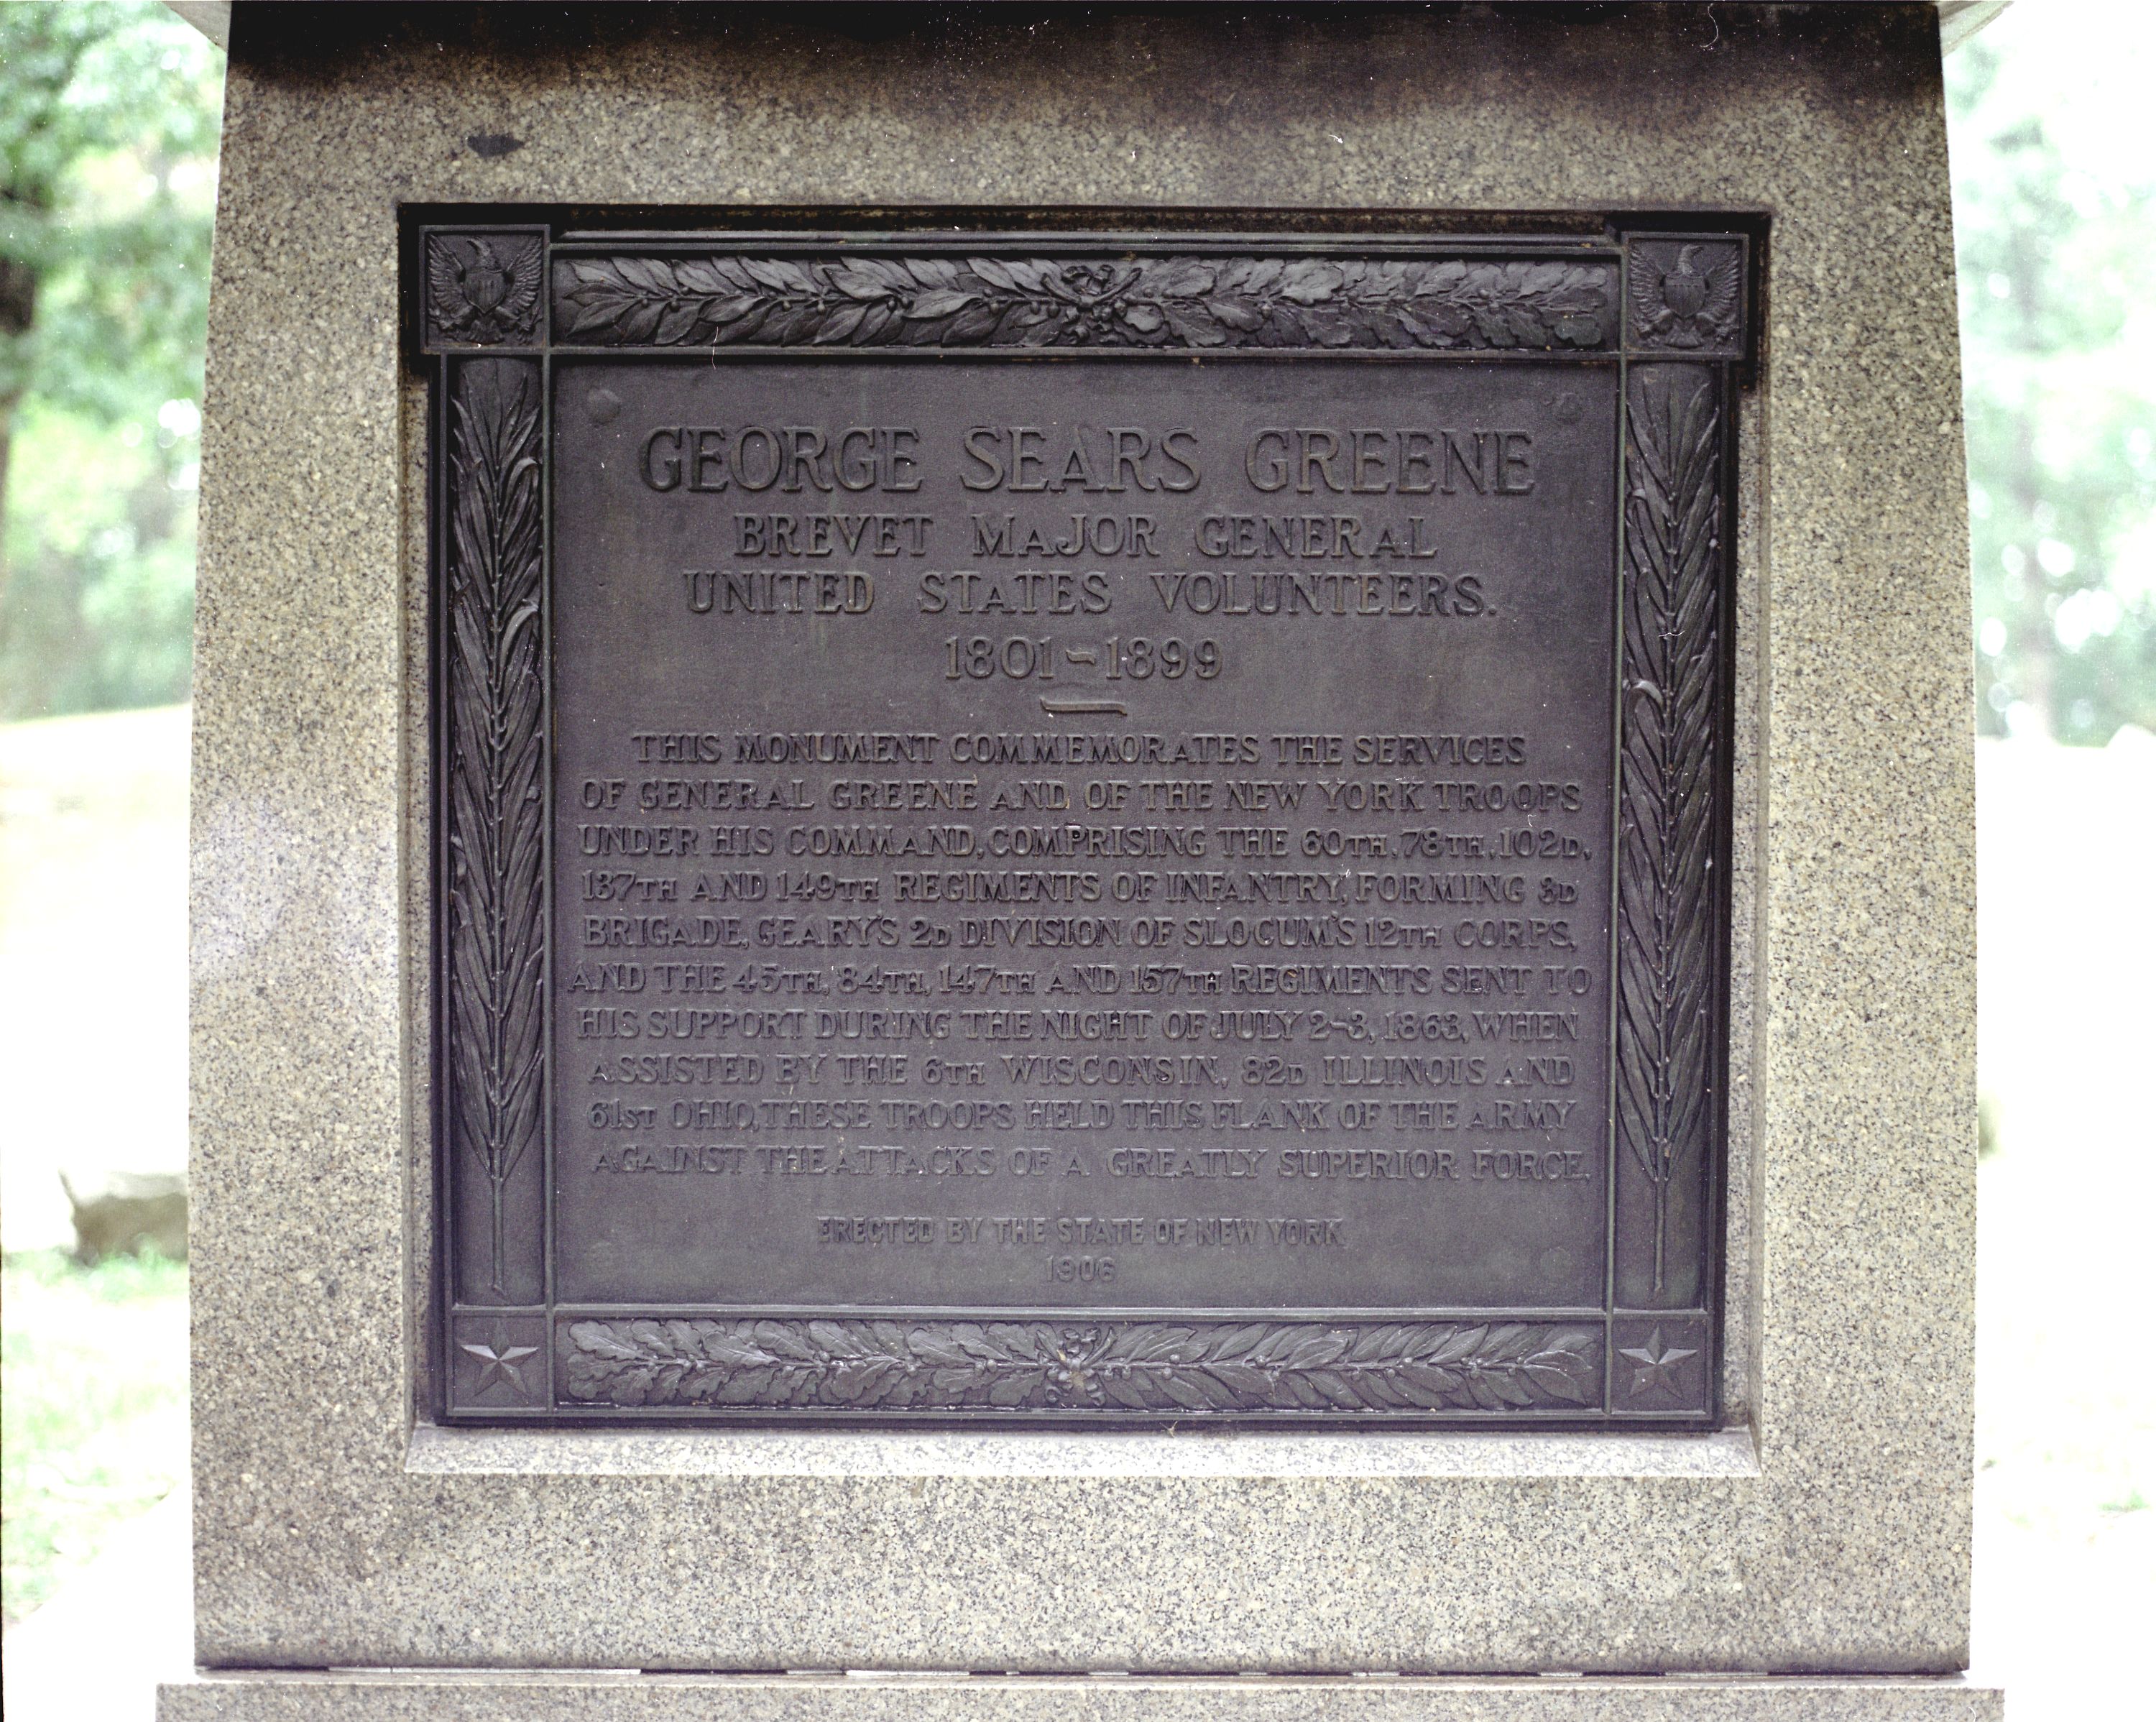 GEORGE SEARS GREENE
BREVET MAJOR GENERAL
UNITED STATES VOLUNTEERS.
1801-1899
THIS MONUMENT COMMEMORATES THE SERVICES
OF GENERAL GREENE AND OF THE NEW YORK TROOPS
UNDER HIS COMMAND, COMPRISING THE 60TH, 78TH, 102D,
137TH AND 149TH REGIMENTS OF INFANTRY, FORMING 3D
BRIGADE, GEARY'S 2D DIVISION OF SLOCUM'S 12TH CORPS,
AND THE 45TH, 84TH, 147TH AND 157TH REGIMENTS SENT TO
HIS SUPPORT DURING THE NIGHT OF JULY 2-3, 1863, WHEN
ASSISTED BY THE 6TH WISCONSIN, 82D ILLINOIS AND
61ST OHIO, THESE TROOPS HELD THIS FLANK OF THE ARMY
AGAINST THE ATTACKS OF A GREATLY SUPERIOR FORCE.
ERECTED BY THE STATE OF NEW YORK
1906